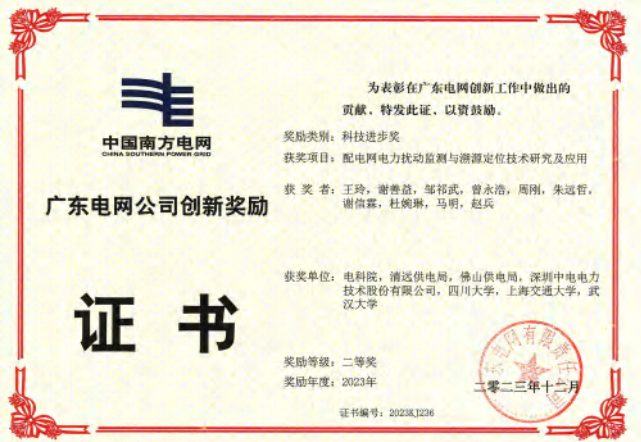 中国南方电网
CHINA SOUTHERN POWER GRID
广东电网公司创新奖励
证 书
为表彰在广东电网创新工作中做出的
贡献、特发此证、以资鼓励。
奖励类别：科技进步奖
获奖项目：配电网电力扰动监测与溯源定位技术研究及应用
获 奖 者：王玲，谢善益，邹祁武，曾永浩，周刚，朱远哲，
谢信霖，杜婉琳，马明，赵兵
获奖单位：电科院，清远供电局，佛山供电局，深圳中电电力
技术股份有限公司，四川大学，上海交通大学，武
汉大学
奖励等级：二等奖
奖励年度：2023年
东电网有限责任
二零二三年十二月
证书编号：2023KJ236